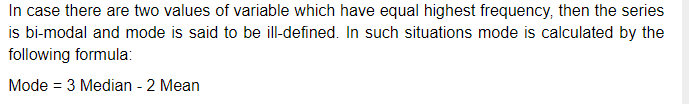 In case there are two values of variable which have equal highest frequency, then the series
is bi-modal and mode is said to be ill-defined. In such situations mode is calculated by the
following formula:
Mode = 3 Median - 2 Mean